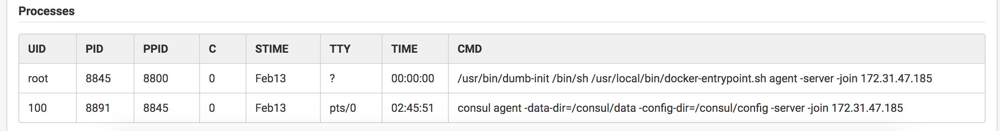 Processes
UID PID PPID C STIME TTY TIME CMD
root 8845 8800 0 Feb13 ? 00:00:00 /usr/bin/dumb-init /bin/sh /usr/local/bin/docker-entrypoint.sh agent -server -join 172.31.47.185
100 8891 8845 0 Feb13 pts/0 02:45:51 consul agent -data-dir=/consul/data -config-dir=/consul/config -server -join 172.31.47.185